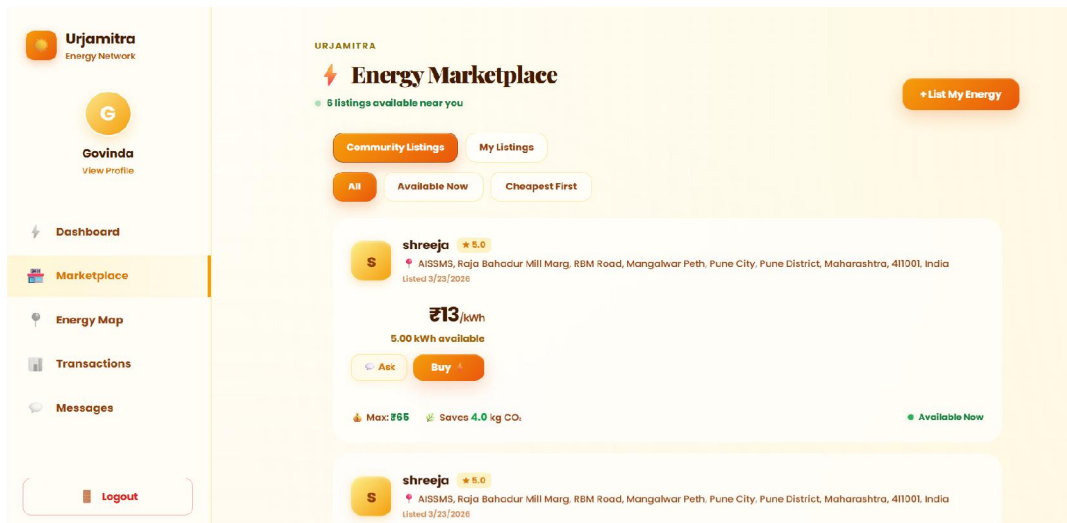 Urjamitra
Energy Network
G
Govinda
View Profile
Dashboard
Marketplace
Energy Map
Transactions
Messages
Logout
URJAMITRA
Energy Marketplace
6 listings available near you
+ List My Energy
Community Listings
My Listings
All
Available Now
Cheapest First
S
shreeja ★ 5.0
AISSMS, Raja Bahadur Mill Marg, RBM Road, Mangalwar Peth, Pune City, Pune District, Maharashtra, 411001, India
Listed 3/23/2026
₹13/kWh
5.00 kWh available
Ask
Buy
Max: ₹65
Saves 4.0 kg CO₂
Available Now
S
shreeja ★ 5.0
AISSMS, Raja Bahadur Mill Marg, RBM Road, Mangalwar Peth, Pune City, Pune District, Maharashtra, 411001, India
Listed 3/23/2026